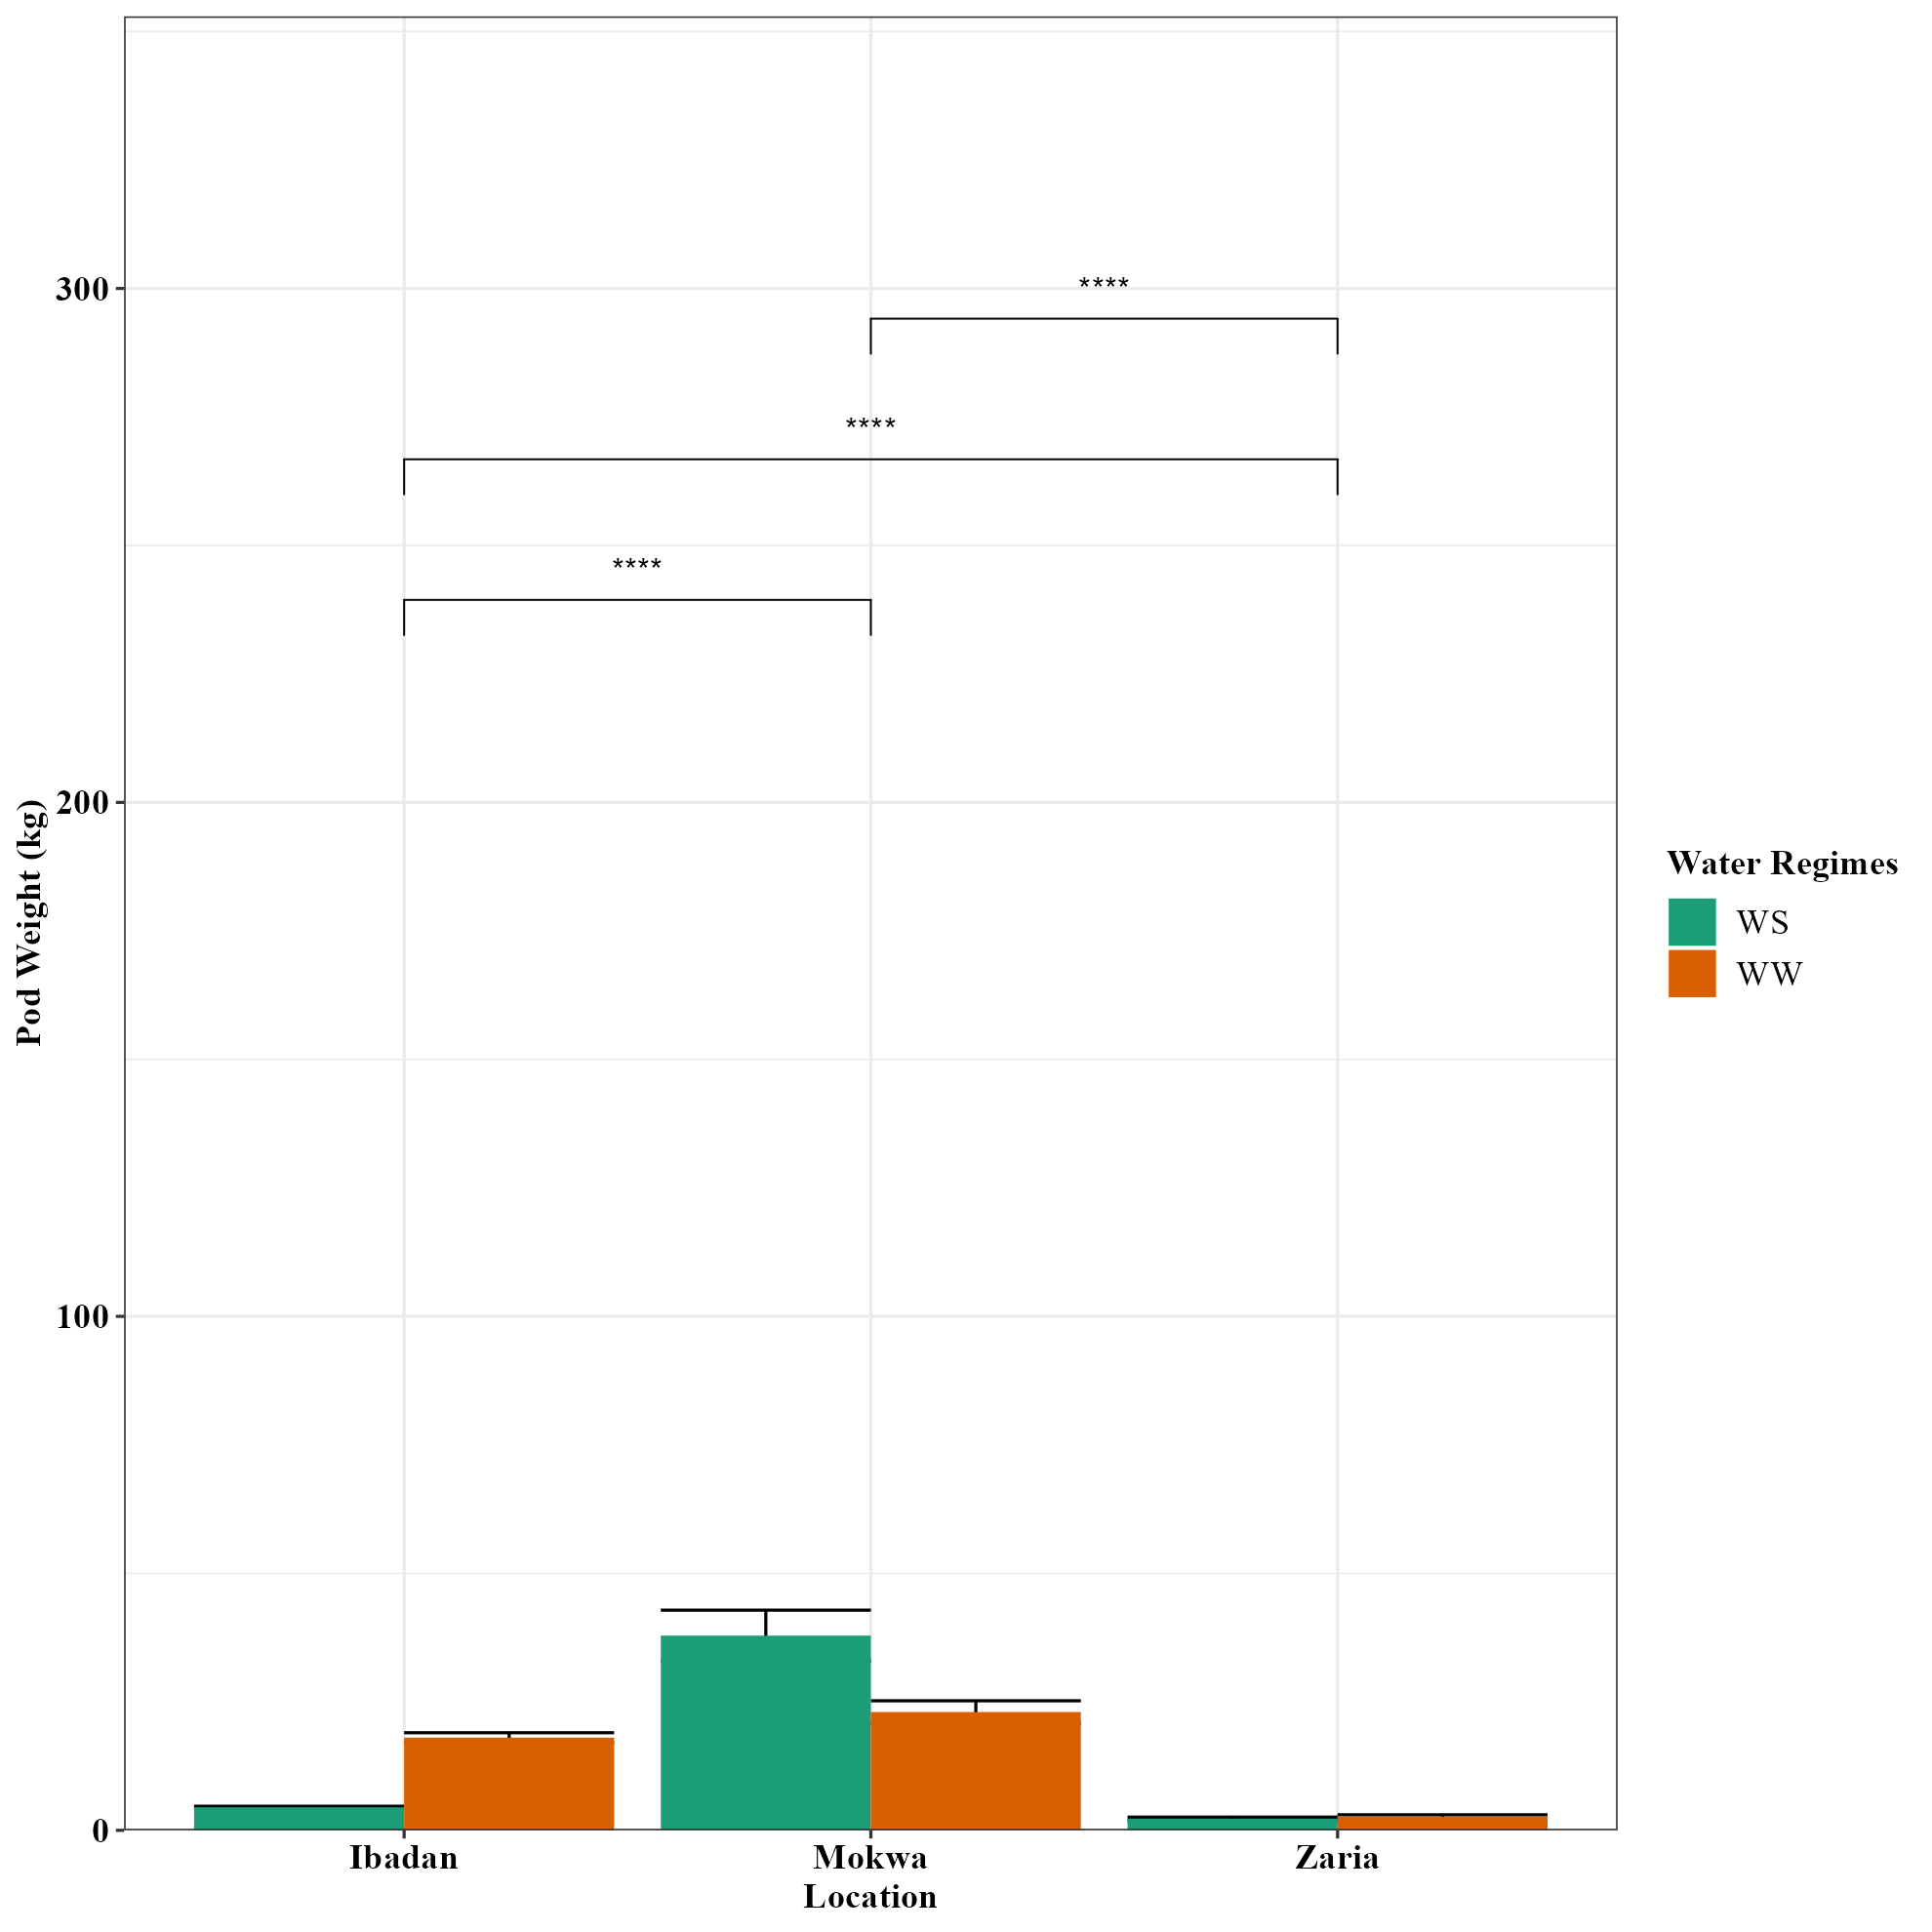 300
200
100
0
Pod Weight (kg)
****
****
****
Ibadan
Mokwa
Zaria
Location
Water Regimes
WS
WW